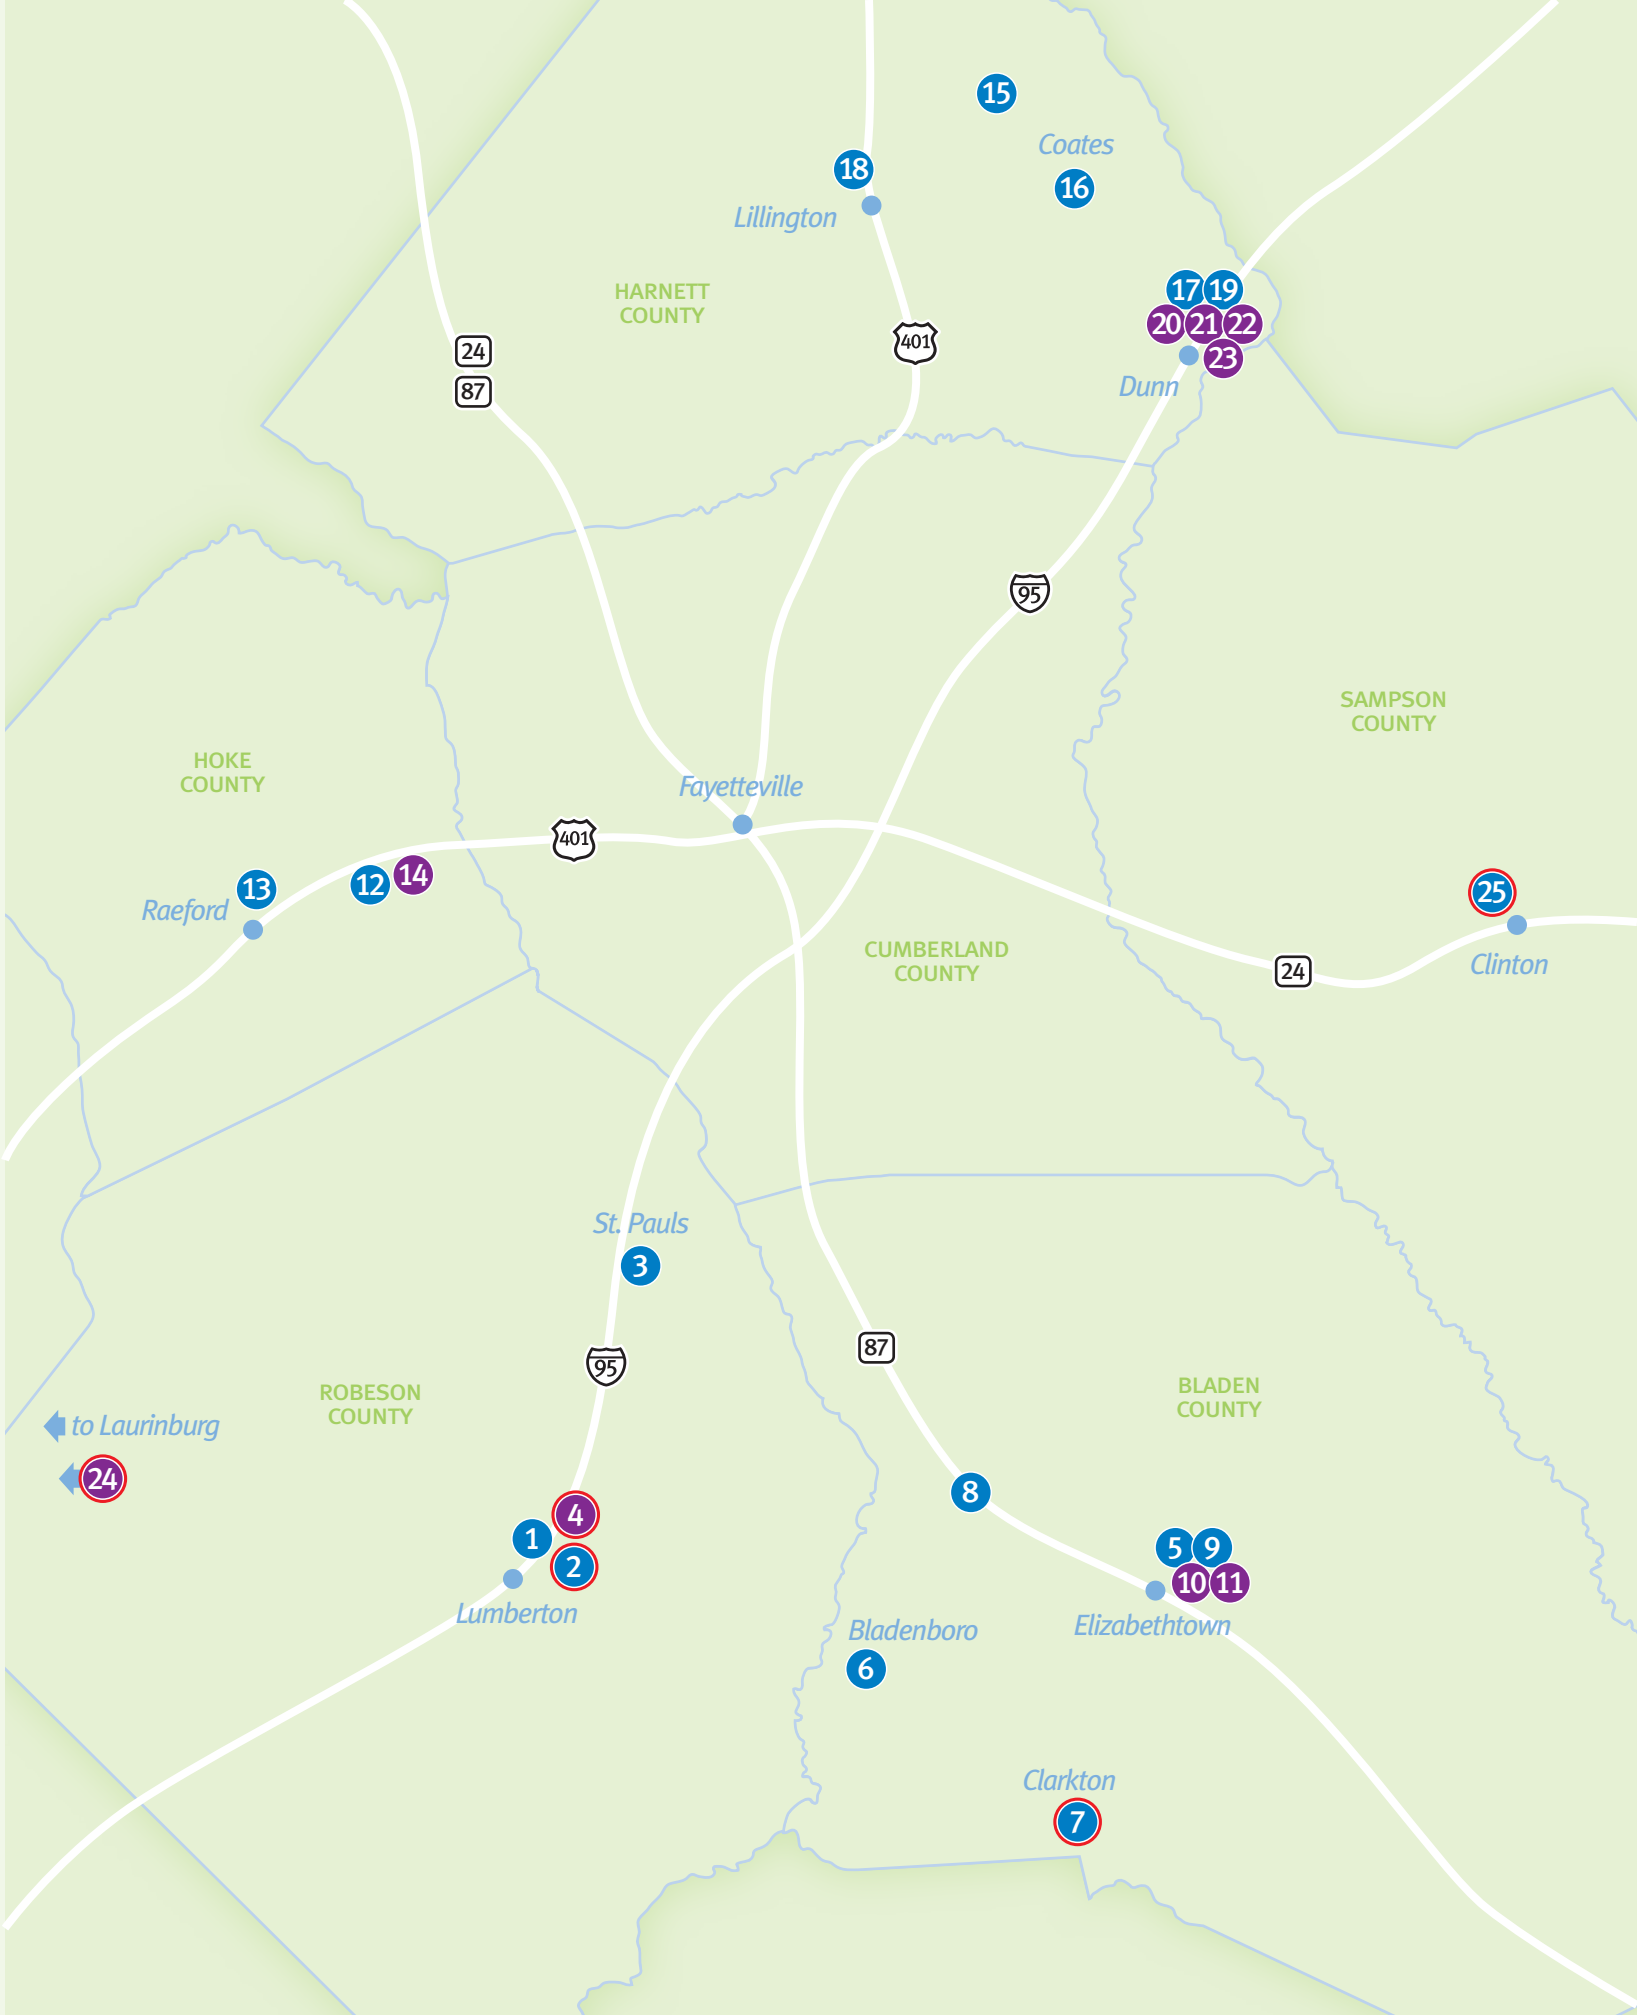 15
Coates
18
16
Lillington
17 19
HARNETT
COUNTY
20 21 22
401
24
23
Dunn
87
95
SAMPSON
COUNTY
HOKE
COUNTY
Fayetteville
401
13
12
14
25
Raeford
CUMBERLAND
COUNTY
24
Clinton
St. Pauls
3
87
95
ROBESON
COUNTY
BLADEN
COUNTY
to Laurinburg
24
8
4
1
2
5 9
10 11
Lumberton
Elizabethtown
Bladenboro
6
Clarkton
7